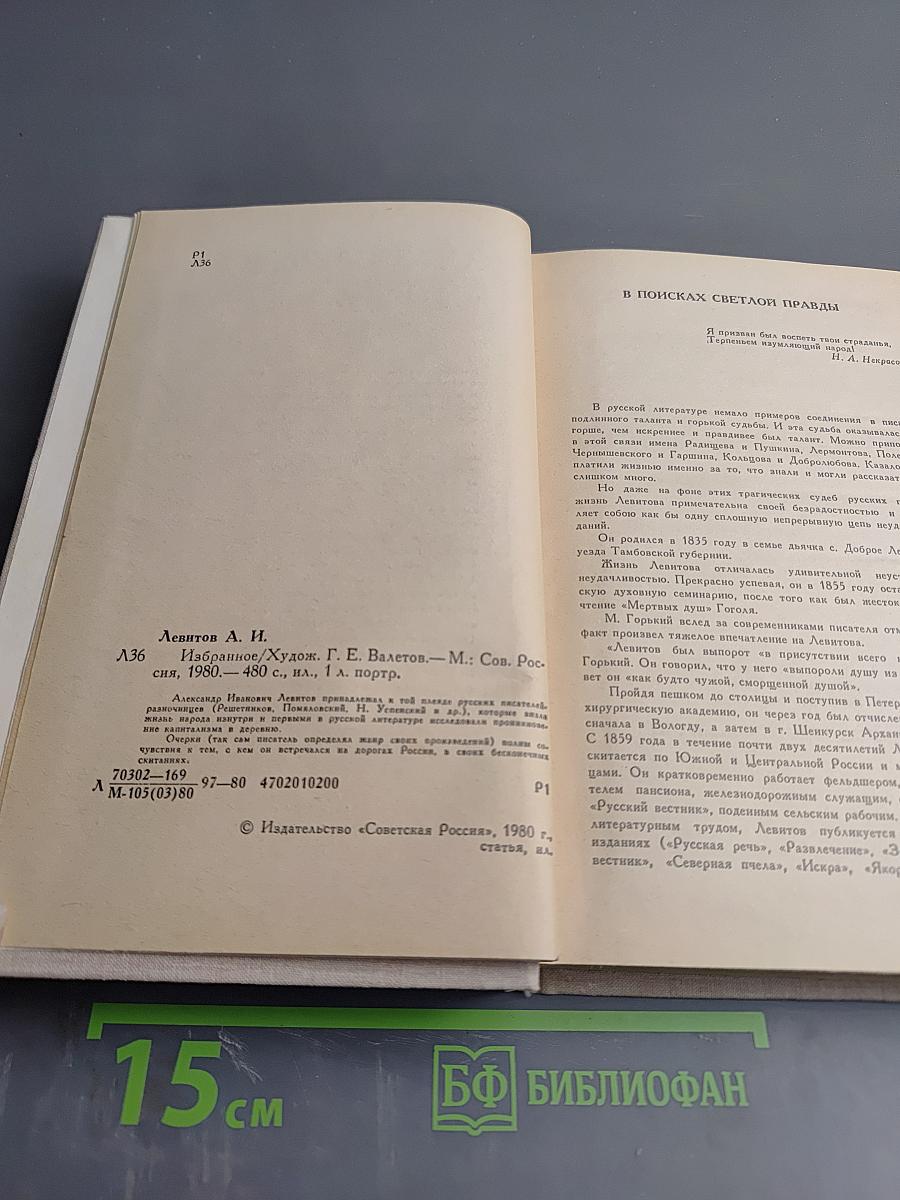 Р1
Л36
Левитов А. И.
Л36 Избранное/Худож. Г. Е. Валетов.— М.: Сов. Рос-
сия, 1980.— 480 с., ил., 1 л. портр.
Александр Иванович Левитов принадлежал к той плеяде русских писателей-
разночинцев (Решетников, Помяловский, Н. Успенский и др.), которые знали
жизнь народа изнутри и первыми в русской литературе исследовали проникнове-
ние капитализма в деревню.
Очерки (так сам писатель определял жанр своих произведений) полны со-
чувствия к тем, с кем он встречался на дорогах России, в своих бесконечных
скитаниях.
Л 70302—169
М-105(03)80 97—80 4702010200 Р1
© Издательство «Советская Россия», 1980 г.,
статья, ил.
В ПОИСКАХ СВЕТЛОЙ ПРАВДЫ
Я призван был воспеть твои страданья,
Терпеньем изумляющий народ!
Н. А. Некрасо
В русской литературе немало примеров соединения в пис
подлинного таланта и горькой судьбы. И эта судьба оказывалас
горше, чем искреннее и правдивее был талант. Можно припо
в этой связи имена Радищева и Пушкина, Лермонтова, Поле
Чернышевского и Гаршина, Кольцова и Добролюбова. Казало
платили жизнью именно за то, что знали и могли рассказат
слишком много.
Но даже на фоне этих трагических судеб русских п
жизнь Левитова примечательна своей безрадостностью и
ляет собою как бы одну сплошную непрерывную цепь неуд
даний.
Он родился в 1835 году в семье дьячка с. Доброе Ле
уезда Тамбовской губернии.
Жизнь Левитова отличалась удивительной неус
неудачливостью. Прекрасно успевая, он в 1855 году оста
скую духовную семинарию, после того как был жесток
чтение «Мертвых душ» Гоголя.
М. Горький вслед за современниками писателя отм
факт произвел тяжелое впечатление на Левитова.
«Левитов был выпорот «в присутствии всего
Горький. Он говорил, что у него «выпороли душу из
вет он «как будто чужой, сморщенной душой».
Пройдя пешком до столицы и поступив в Петер
хирургическую академию, он через год был отчисле
сначала в Вологду, а затем в г. Шенкурск Архан
С 1859 года в течение почти двух десятилетий Л
скитается по Южной и Центральной России и м
цами. Он кратковременно работает фельдшером,
телем пансиона, железнодорожным служащим,
«Русский вестник», поденным сельским рабочим.
литературным трудом, Левитов публикуется
изданиях («Русская речь», «Развлечение», «З
вестник», «Северная пчела», «Искра», «Якор
15 см
БФ БИБЛИОФАН